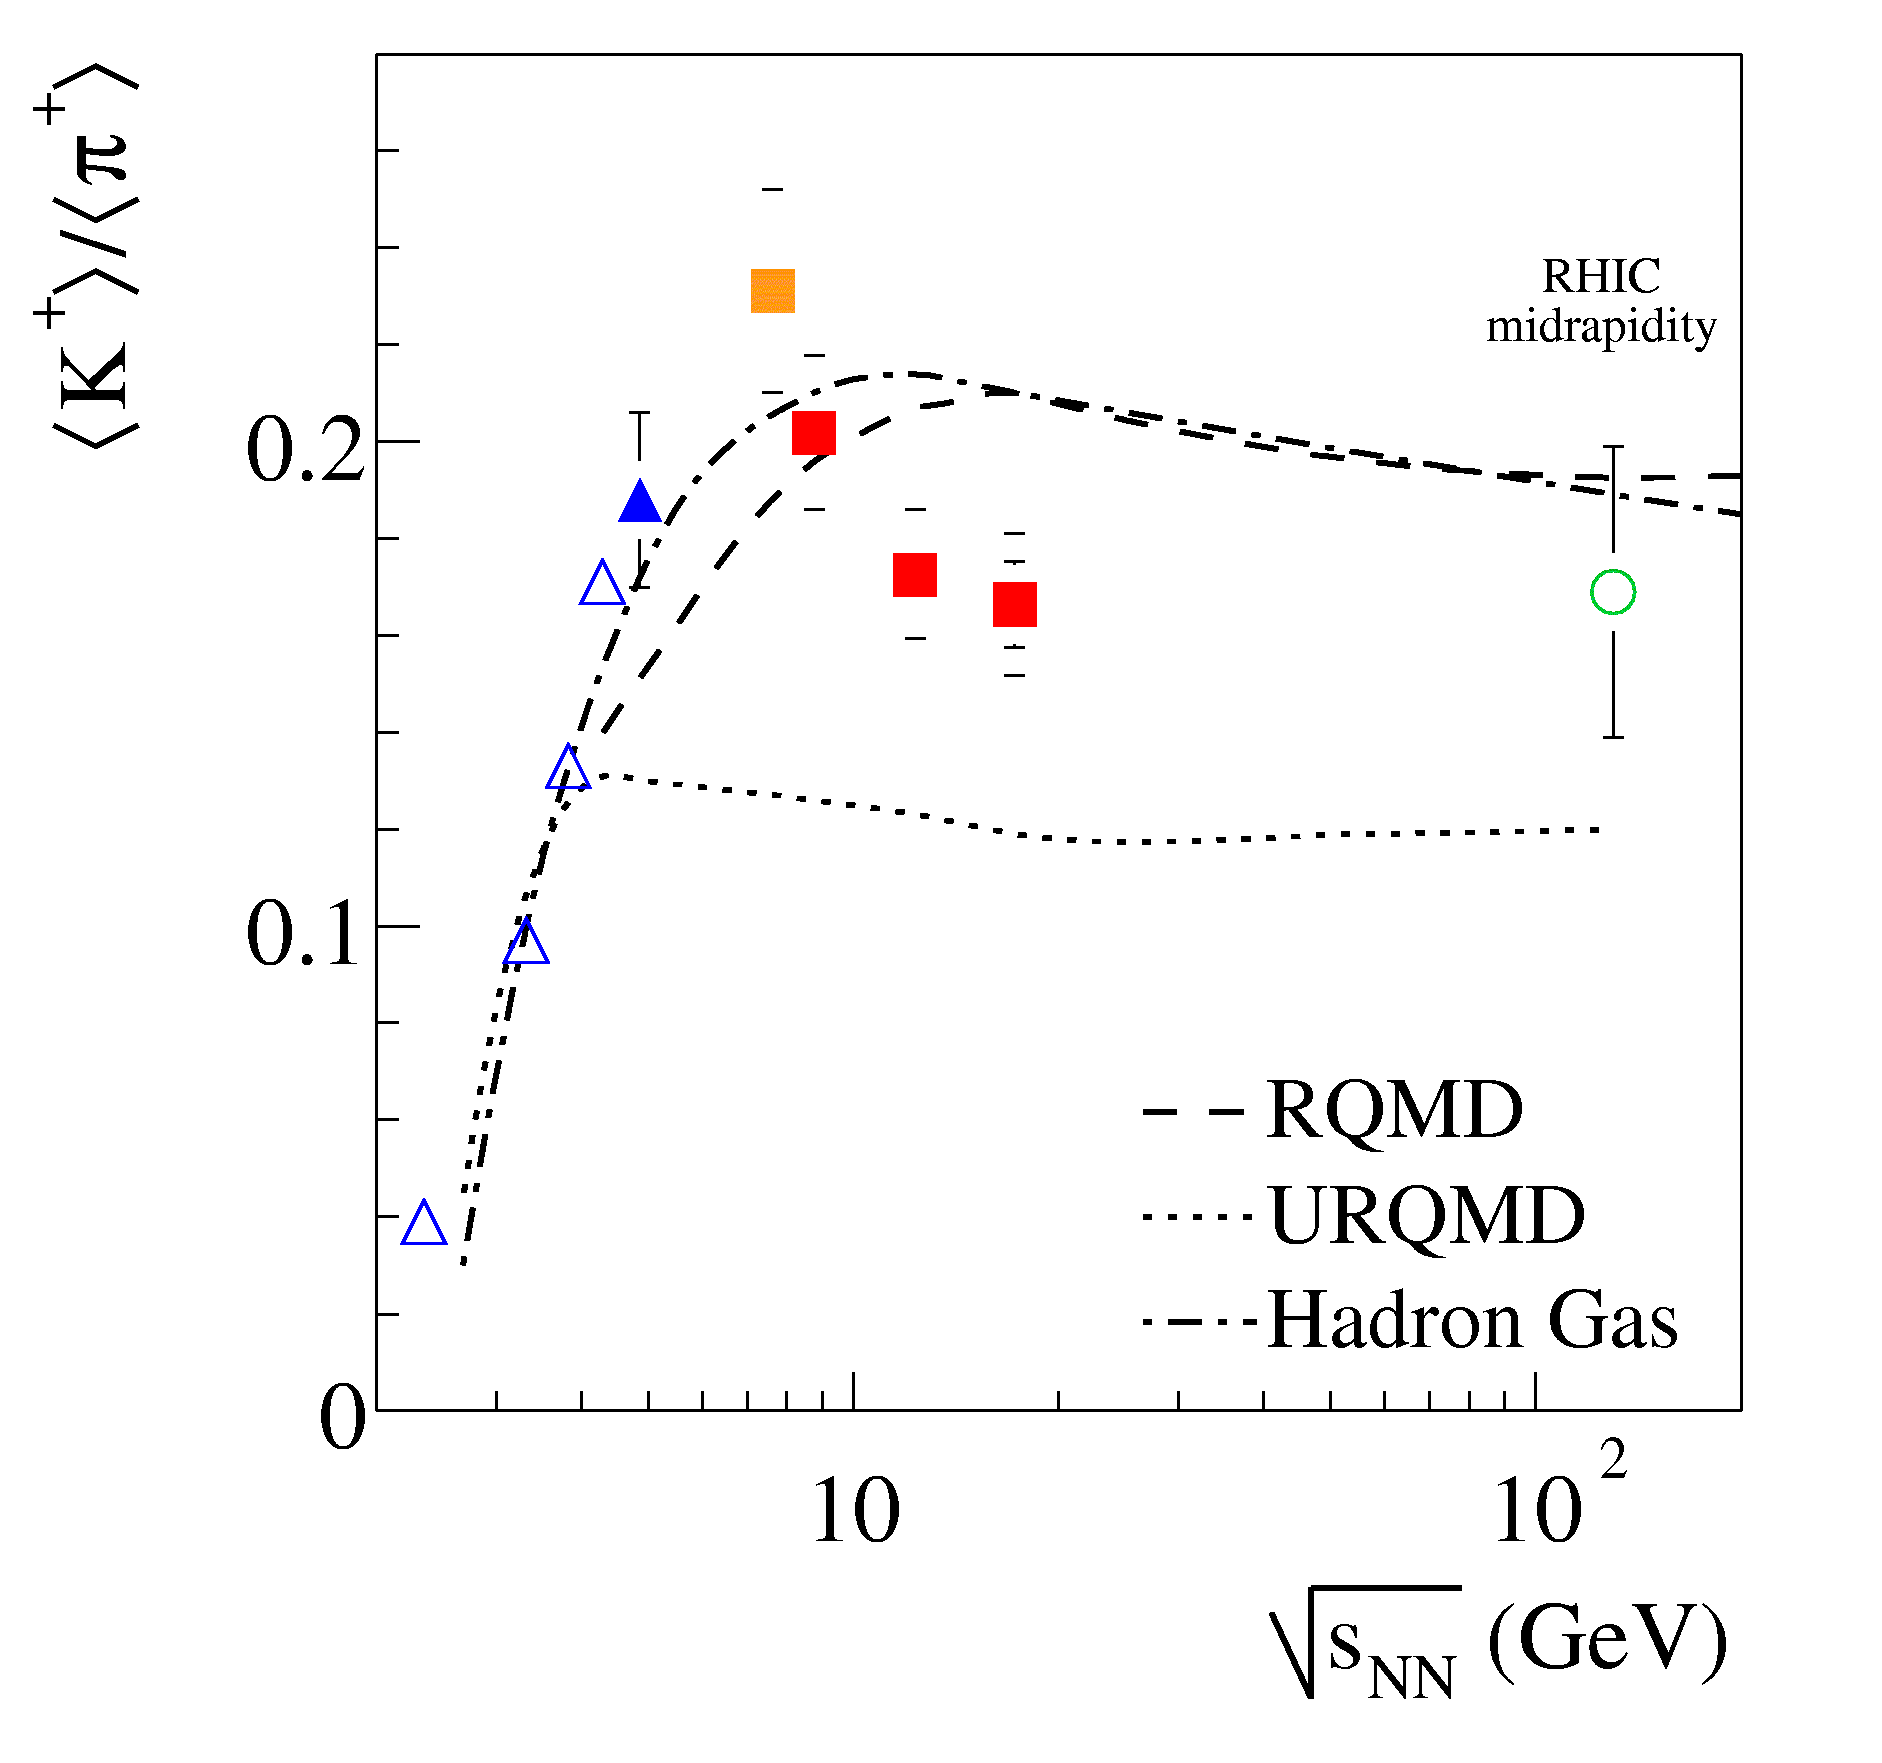 ⟨K⁺⟩/⟨π⁺⟩
RHIC
midrapidity
0.2
0.1
0
RQMD
URQMD
Hadron Gas
10
10²
√s_NN (GeV)